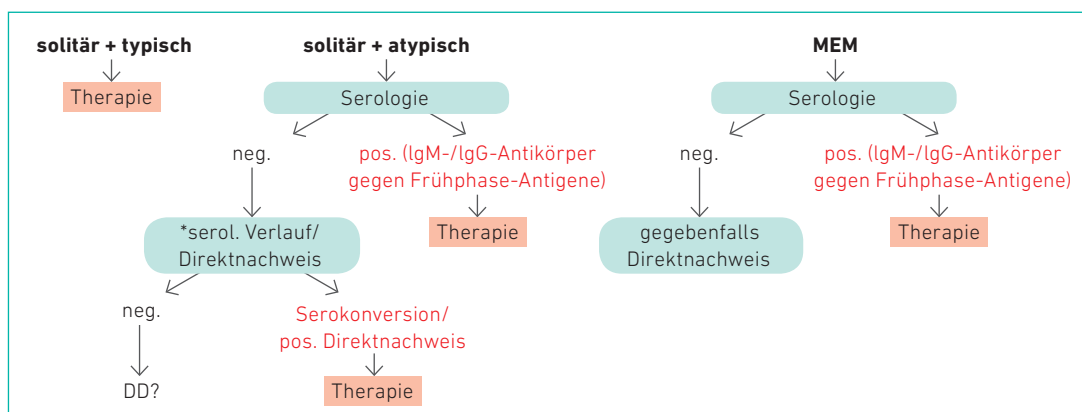 solitär + typisch
Therapie
solitär + atypisch
Serologie
neg.
pos. (IgM-/IgG-Antikörper
gegen Frühphase-Antigene)
Therapie
*serol. Verlauf/
Direktnachweis
neg.
DD?
Serokonversion/
pos. Direktnachweis
Therapie
MEM
Serologie
neg.
gegebenfalls
Direktnachweis
pos. (IgM-/IgG-Antikörper
gegen Frühphase-Antigene)
Therapie